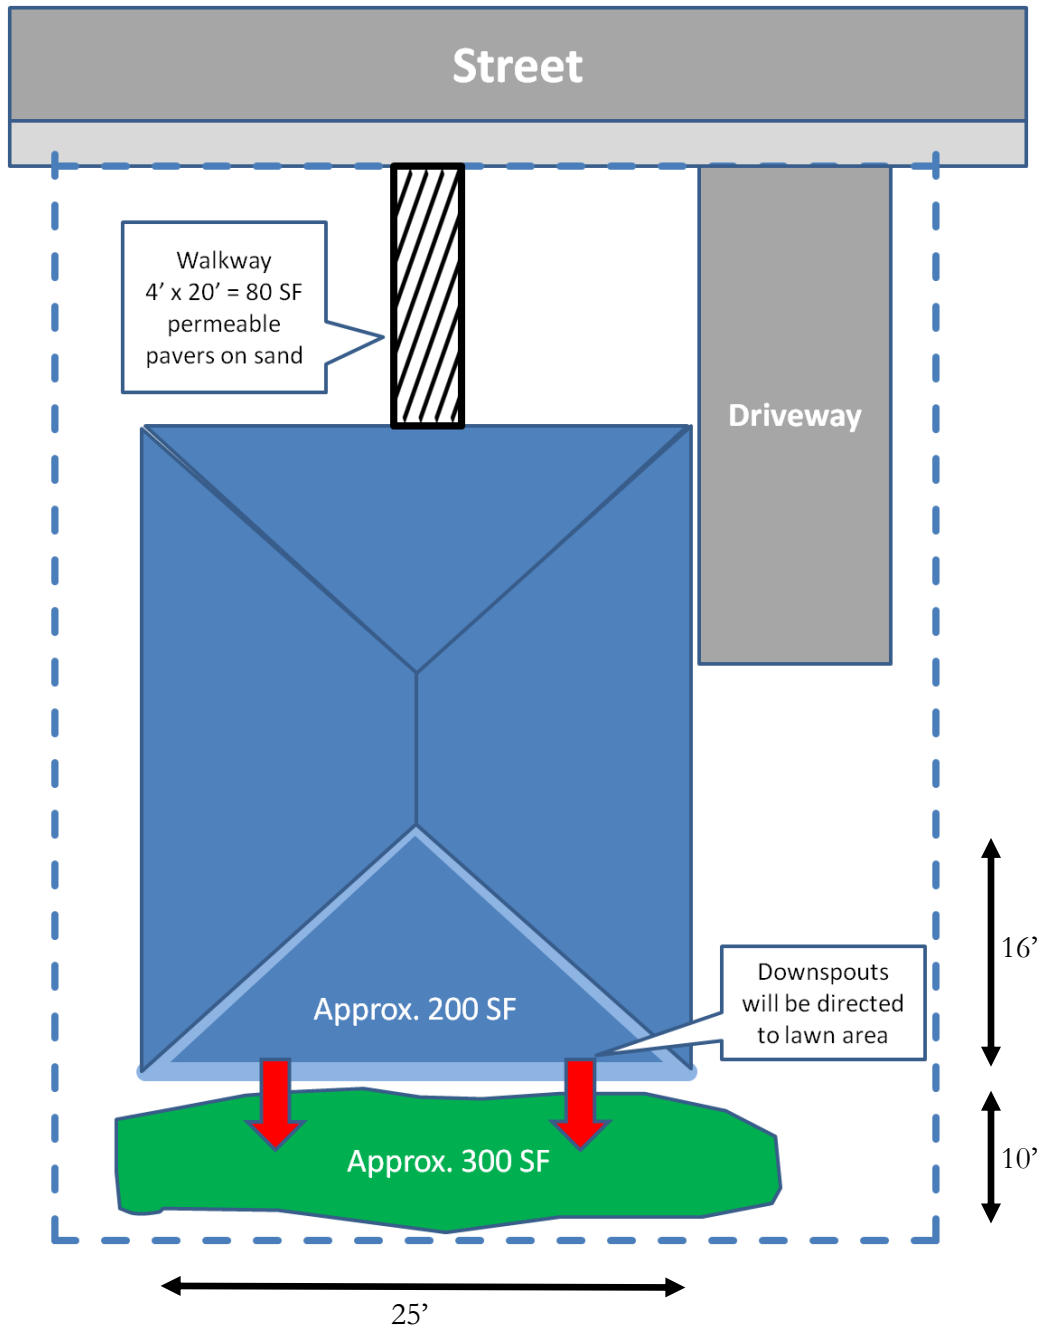 Street
Walkway
4’ x 20’ = 80 SF
permeable
pavers on sand
Driveway
16’
Downspouts
will be directed
to lawn area
Approx. 200 SF
Approx. 300 SF
10’
25’